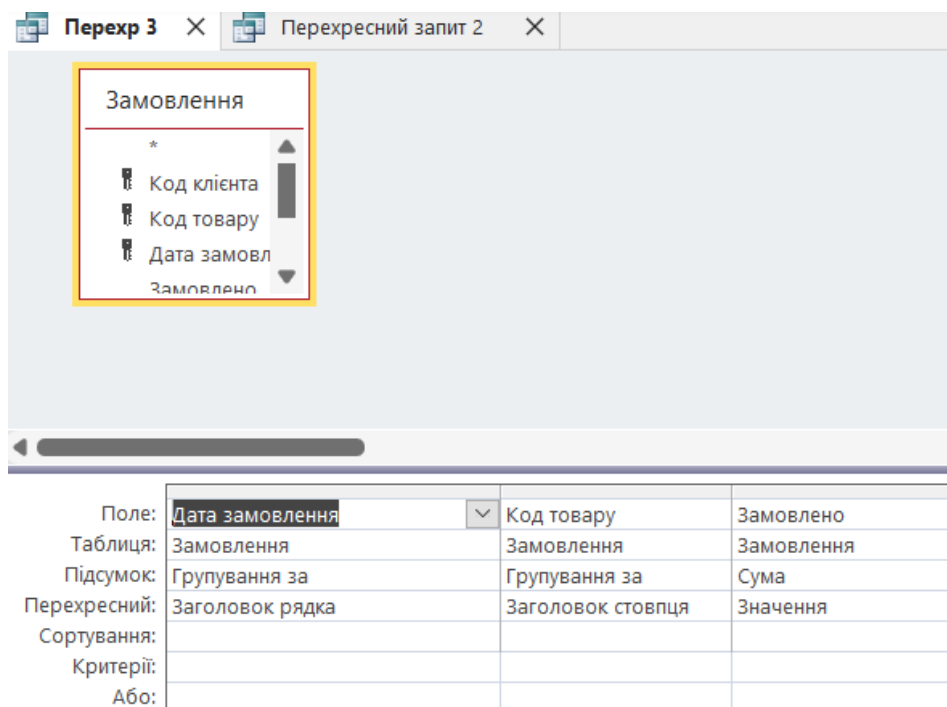 Перехр 3 Перехресний запит 2
Замовлення
*
Код клієнта
Код товару
Дата замовл
Замовлено
Поле: Дата замовлення Код товару Замовлено
Таблиця: Замовлення Замовлення Замовлення
Підсумок: Групування за Групування за Сума
Перехресний: Заголовок рядка Заголовок стовпця Значення
Сортування:
Критерії:
Або: